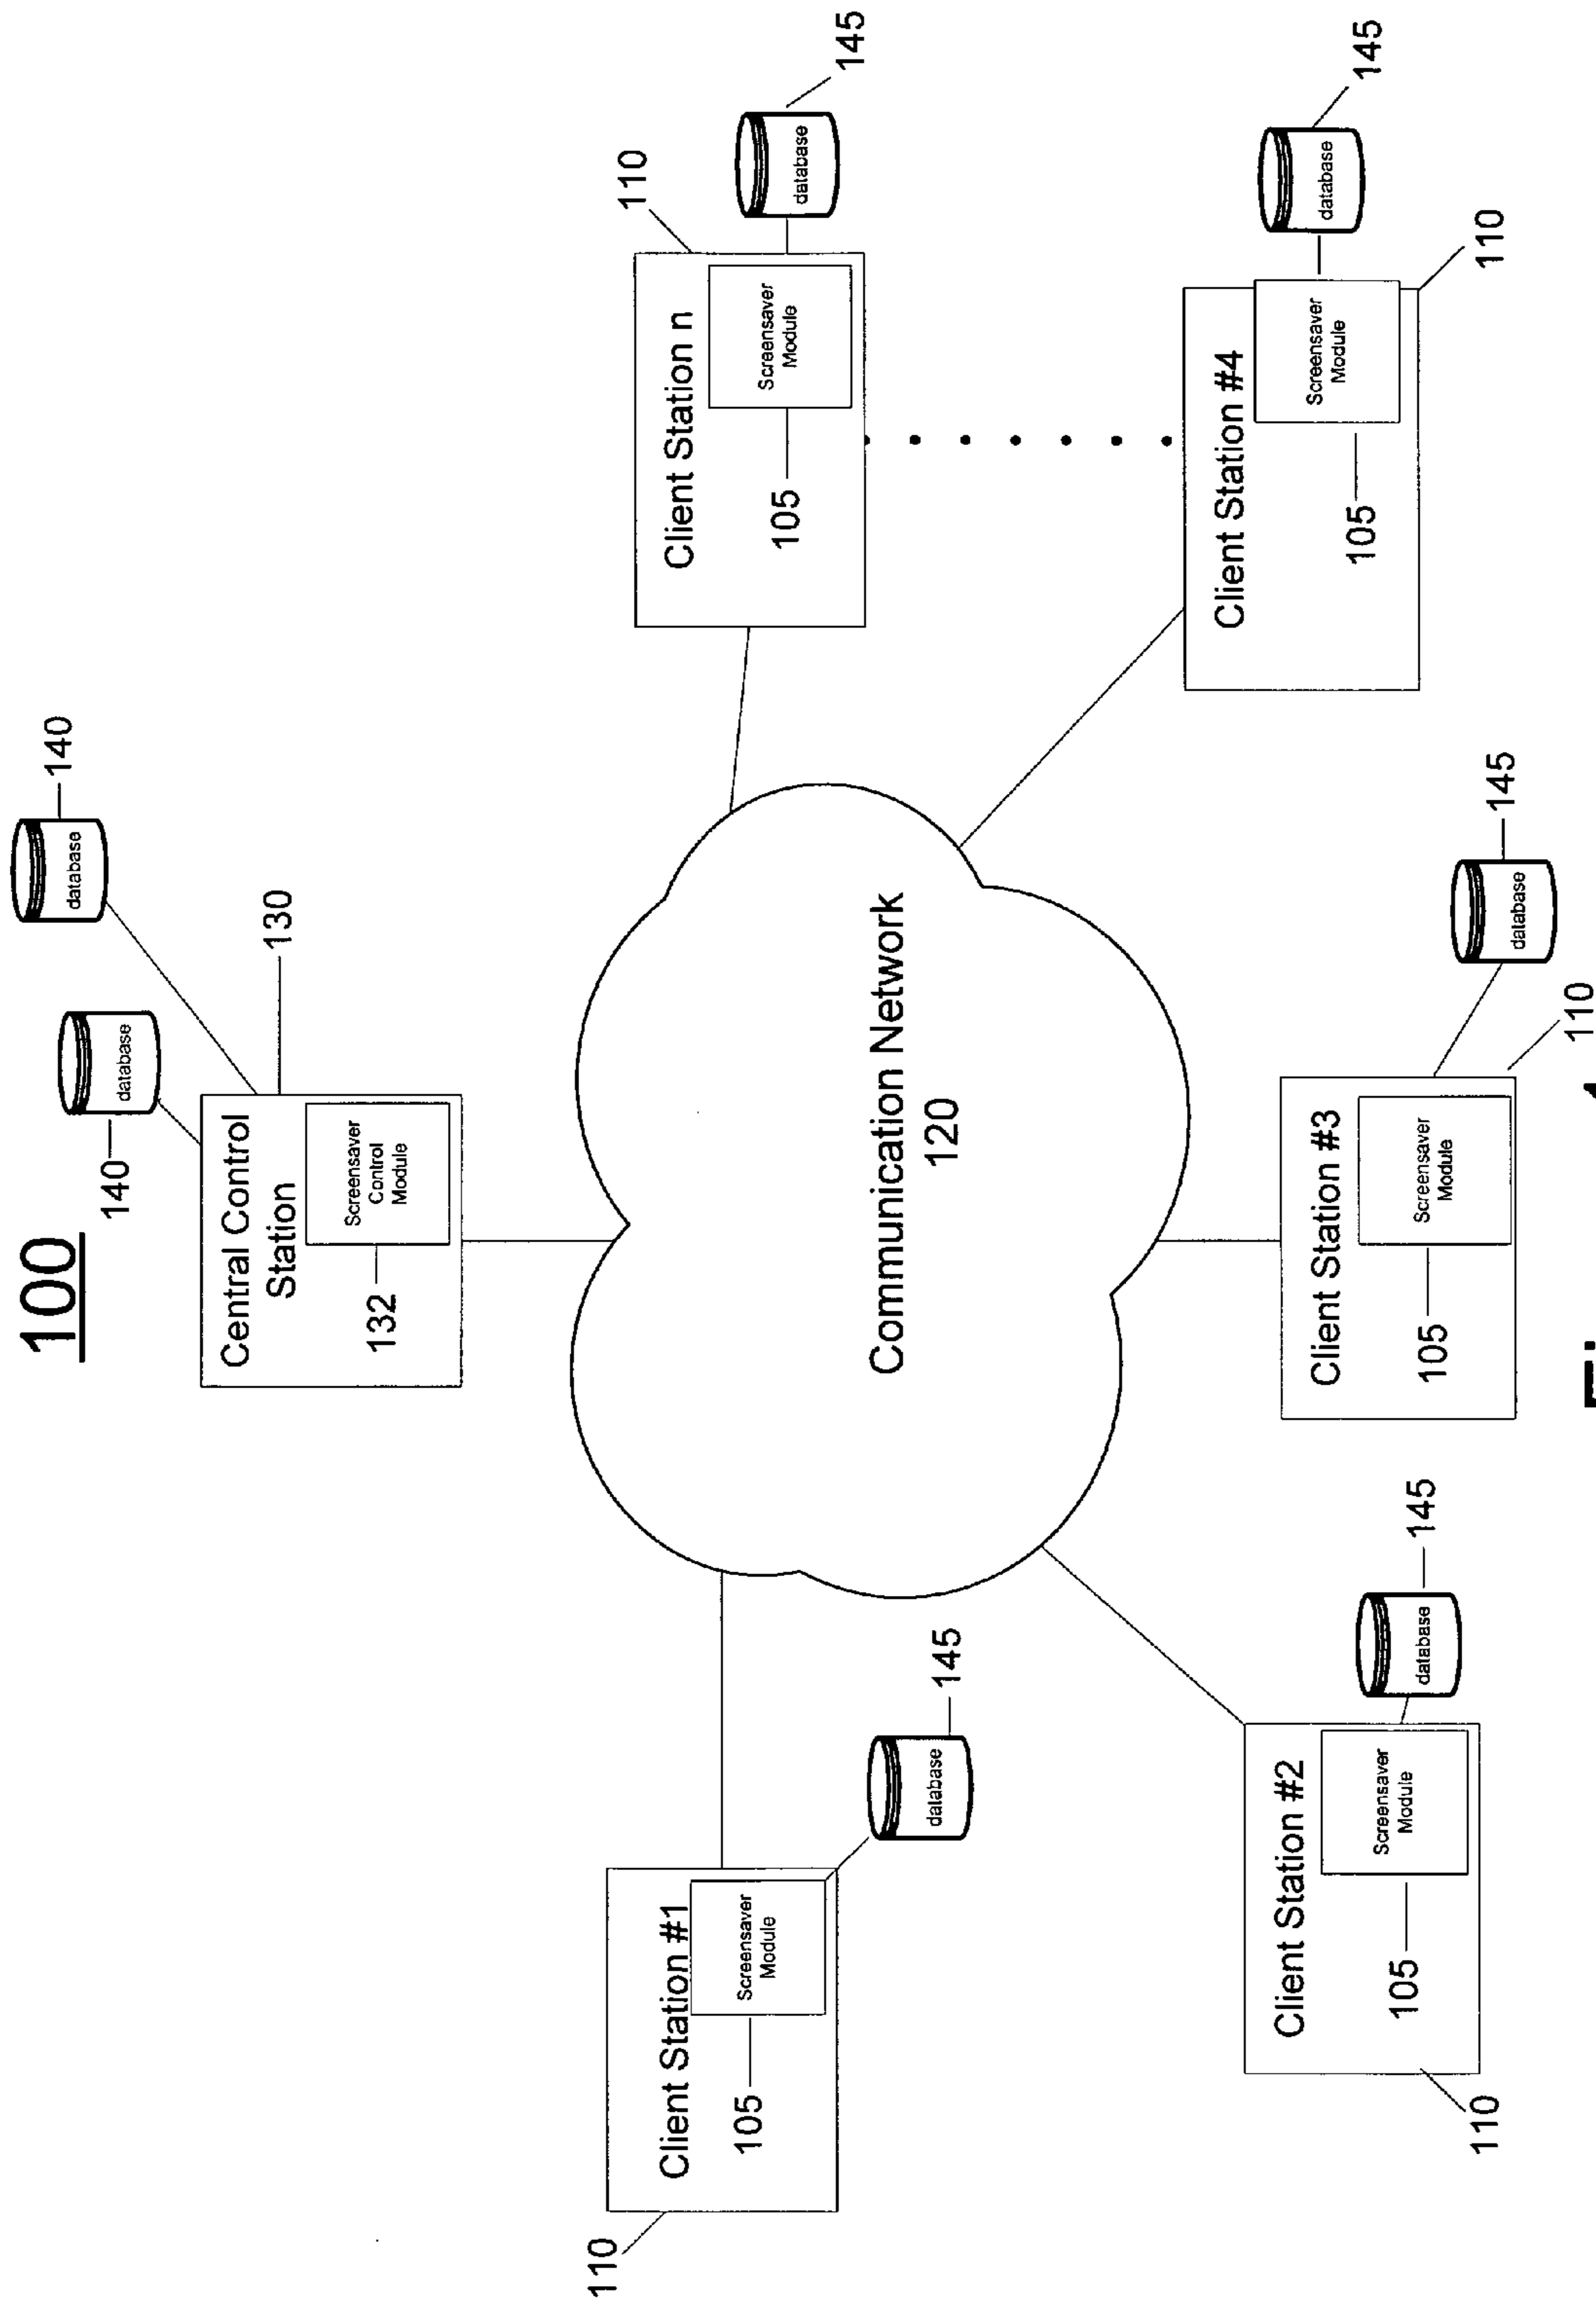 100
140
database
database
140
130
Central Control
Station
Screensaver
Control
Module
132
Communication Network
120
110
Client Station #1
Screensaver
Module
105
database
145
Client Station n
110
Screensaver
Module
105
database
145
Client Station #2
Screensaver
Module
105
110
database
145
Client Station #3
Screensaver
Module
105
110
database
145
Client Station #4
Screensaver
Module
105
110
database
145